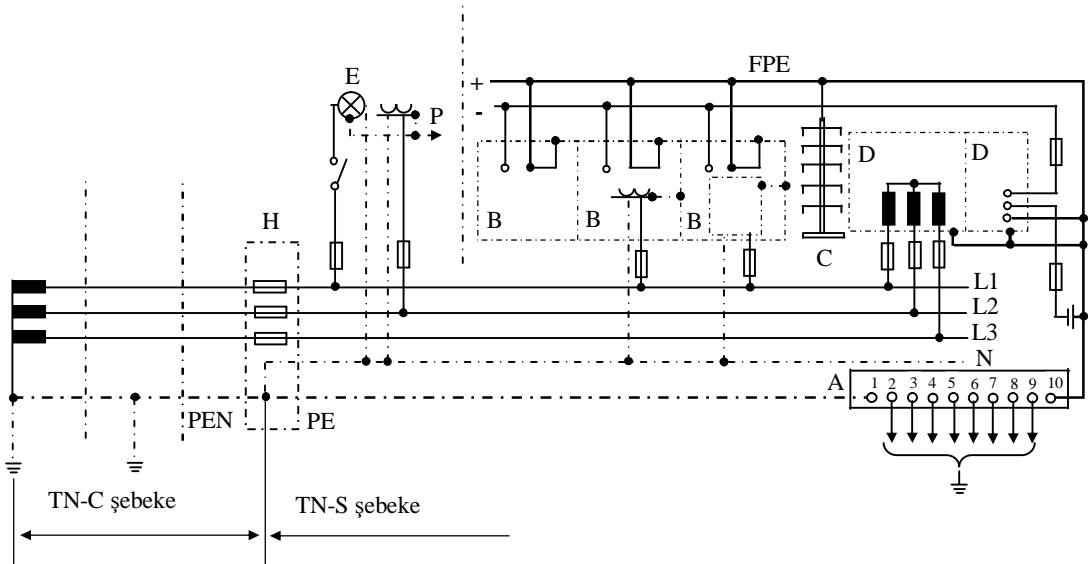 FPE
E
+
-
P
D
D
H
B
B
B
C
L1
L2
L3
N
A
1 2 3 4 5 6 7 8 9 10
PEN
PE
TN-C şebeke
TN-S şebeke